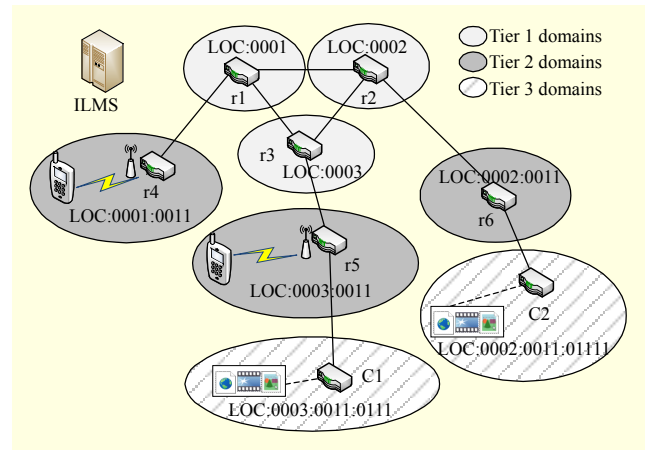 LOC:0001
LOC:0002
Tier 1 domains
Tier 2 domains
Tier 3 domains
ILMS
r1
r2
r3
LOC:0003
r4
LOC:0001:0011
LOC:0002:0011
r6
r5
LOC:0003:0011
C2
LOC:0002:0011:01111
C1
LOC:0003:0011:0111